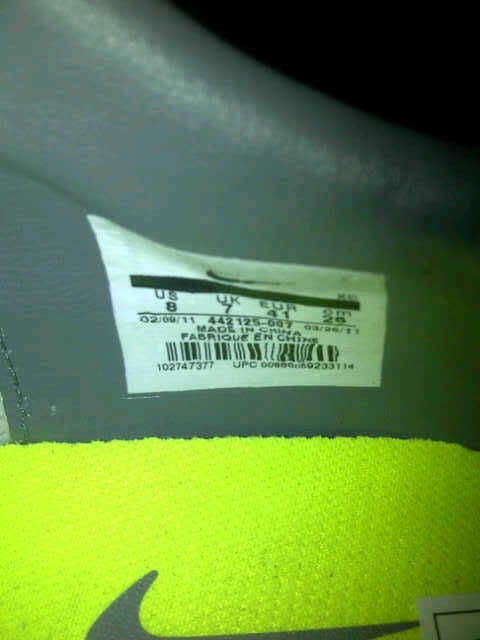 US UK EUR cm
8 7 41 26
02/09/11 442125-007 03/26/11
MADE IN CHINA
FABRIQUE EN CHINE
102747377 UPC